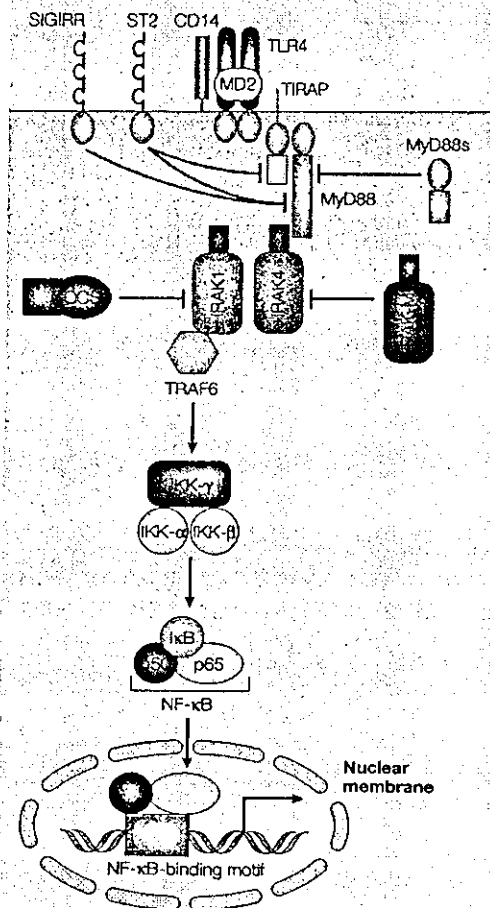 SIGIRR
ST2
CD14
TLR4
MD2
TIRAP
MyD88s
MyD88
IRAK1
IRAK4
TRAF6
IKK-γ
IKK-α
IKK-β
IκB
p65
NF-κB
Nuclear
membrane
NF-κB-binding motif